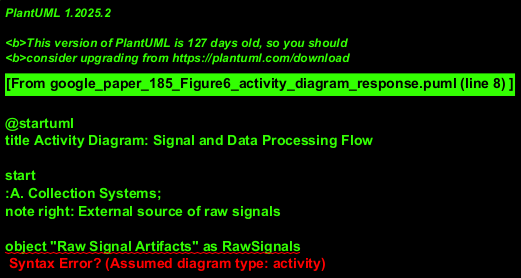 PlantUML 1.2025.2
<b>This version of PlantUML is 127 days old, so you should
<b>consider upgrading from https://plantuml.com/download
[From google_paper_185_Figure6_activity_diagram_response.puml (line 8) ]
@startuml
title Activity Diagram: Signal and Data Processing Flow
start
:A. Collection Systems;
note right: External source of raw signals
object "Raw Signal Artifacts" as RawSignals
Syntax Error? (Assumed diagram type: activity)